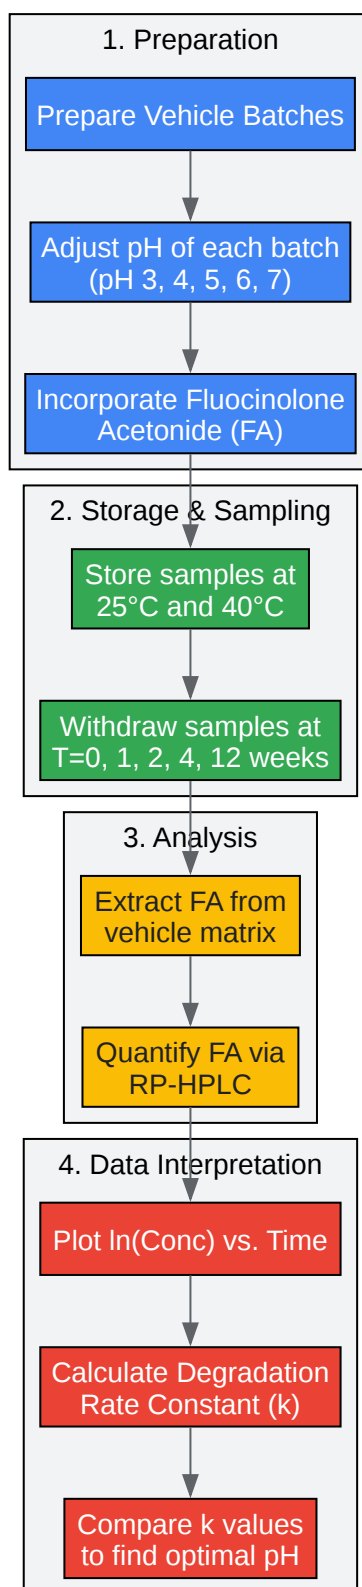 1. Preparation
Prepare Vehicle Batches
Adjust pH of each batch
(pH 3, 4, 5, 6, 7)
Incorporate Fluocinolone
Acetonide (FA)
2. Storage & Sampling
Store samples at
25°C and 40°C
Withdraw samples at
T=0, 1, 2, 4, 12 weeks
3. Analysis
Extract FA from
vehicle matrix
Quantify FA via
RP-HPLC
4. Data Interpretation
Plot ln(Conc) vs. Time
Calculate Degradation
Rate Constant (k)
Compare k values
to find optimal pH